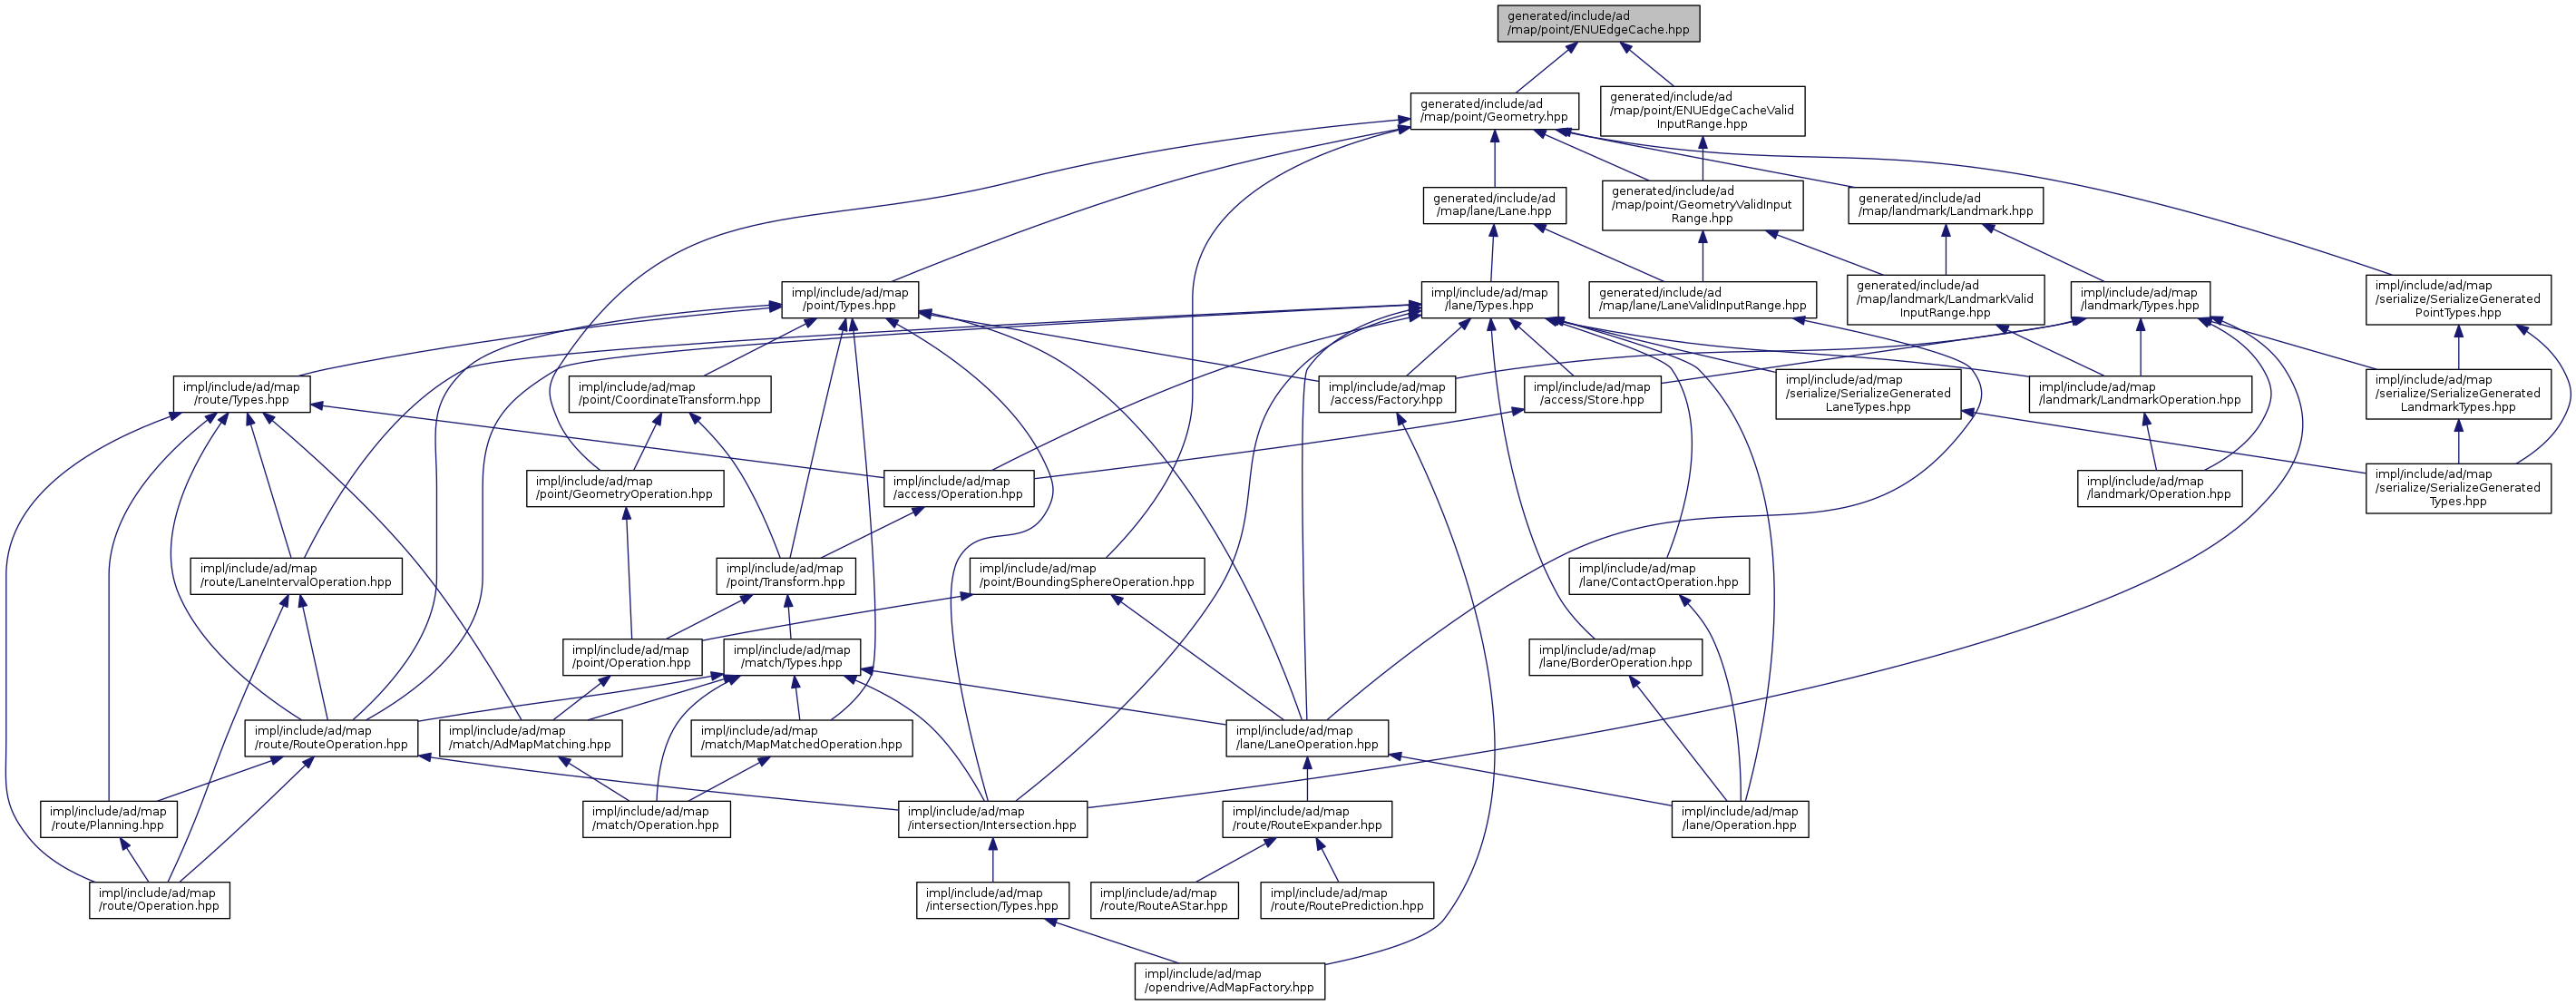 generated/include/ad
/map/point/ENUEdgeCache.hpp
generated/include/ad
/map/point/Geometry.hpp
generated/include/ad
/map/point/ENUEdgeCacheValid
InputRange.hpp
generated/include/ad
/map/lane/Lane.hpp
generated/include/ad
/map/point/GeometryValidInput
Range.hpp
generated/include/ad
/map/landmark/Landmark.hpp
impl/include/ad/map
/point/Types.hpp
impl/include/ad/map
/lane/Types.hpp
generated/include/ad
/map/lane/LaneValidInputRange.hpp
generated/include/ad
/map/landmark/LandmarkValid
InputRange.hpp
impl/include/ad/map
/landmark/Types.hpp
impl/include/ad/map
/serialize/SerializeGenerated
PointTypes.hpp
impl/include/ad/map
/route/Types.hpp
impl/include/ad/map
/point/CoordinateTransform.hpp
impl/include/ad/map
/access/Factory.hpp
impl/include/ad/map
/access/Store.hpp
impl/include/ad/map
/serialize/SerializeGenerated
LaneTypes.hpp
impl/include/ad/map
/landmark/LandmarkOperation.hpp
impl/include/ad/map
/serialize/SerializeGenerated
LandmarkTypes.hpp
impl/include/ad/map
/point/GeometryOperation.hpp
impl/include/ad/map
/access/Operation.hpp
impl/include/ad/map
/landmark/Operation.hpp
impl/include/ad/map
/serialize/SerializeGenerated
Types.hpp
impl/include/ad/map
/route/LaneIntervalOperation.hpp
impl/include/ad/map
/point/Transform.hpp
impl/include/ad/map
/point/BoundingSphereOperation.hpp
impl/include/ad/map
/lane/ContactOperation.hpp
impl/include/ad/map
/point/Operation.hpp
impl/include/ad/map
/match/Types.hpp
impl/include/ad/map
/lane/BorderOperation.hpp
impl/include/ad/map
/route/RouteOperation.hpp
impl/include/ad/map
/match/AdMapMatching.hpp
impl/include/ad/map
/match/MapMatchedOperation.hpp
impl/include/ad/map
/lane/LaneOperation.hpp
impl/include/ad/map
/route/Planning.hpp
impl/include/ad/map
/match/Operation.hpp
impl/include/ad/map
/intersection/Intersection.hpp
impl/include/ad/map
/route/RouteExpander.hpp
impl/include/ad/map
/lane/Operation.hpp
impl/include/ad/map
/route/Operation.hpp
impl/include/ad/map
/intersection/Types.hpp
impl/include/ad/map
/route/RouteAStar.hpp
impl/include/ad/map
/route/RoutePrediction.hpp
impl/include/ad/map
/opendrive/AdMapFactory.hpp